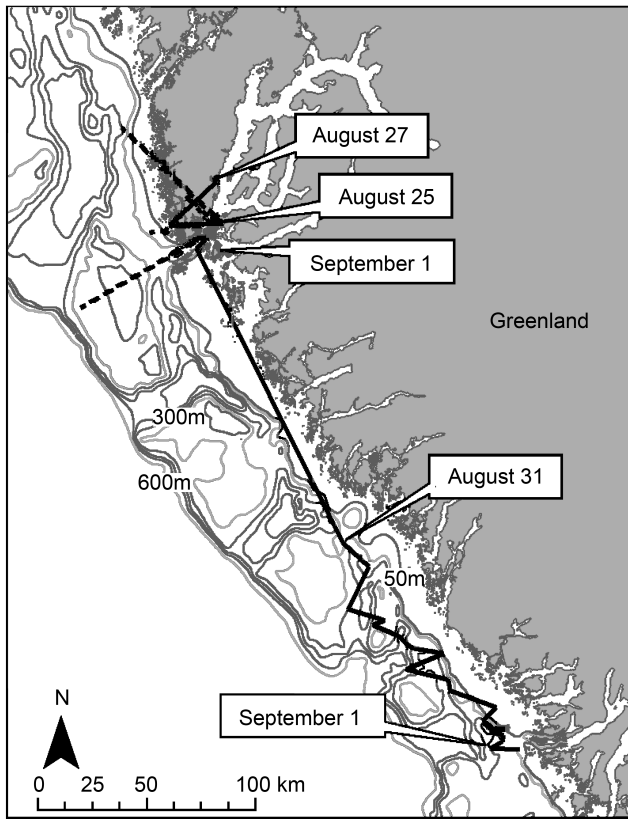 August 27
August 25
September 1
Greenland
300m
600m
August 31
50m
September 1
N
0 25 50 100 km